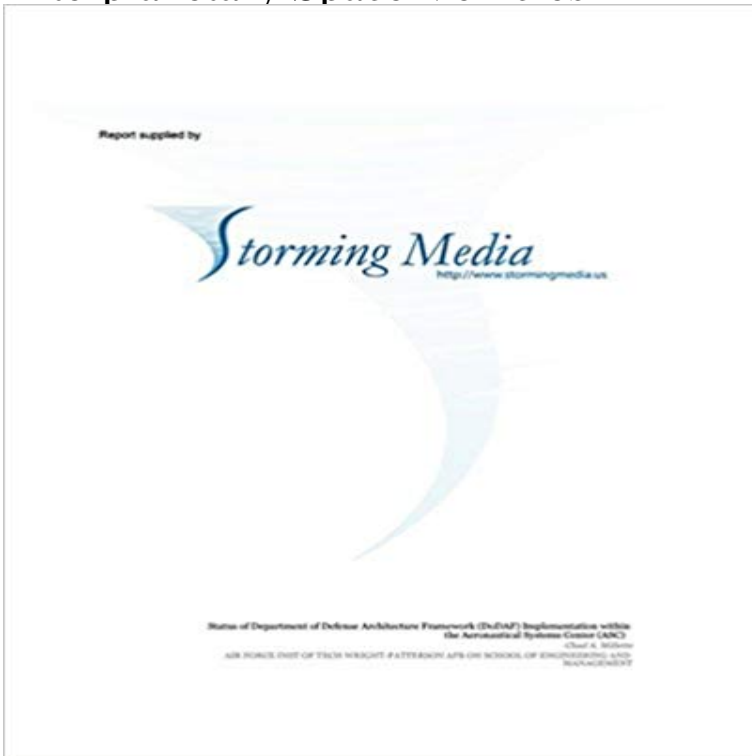 Report supplied by
Storming Media
http://www.stormingmedia.us
Status of Department of Defense Architecture Framework (DoDAF) Implementation within
the Aeronautical Systems Center (ASC)
Chad A. Millette
AIR FORCE INST OF TECH WRIGHT-PATTERSON AFB OH SCHOOL OF ENGINEERING AND
MANAGEMENT